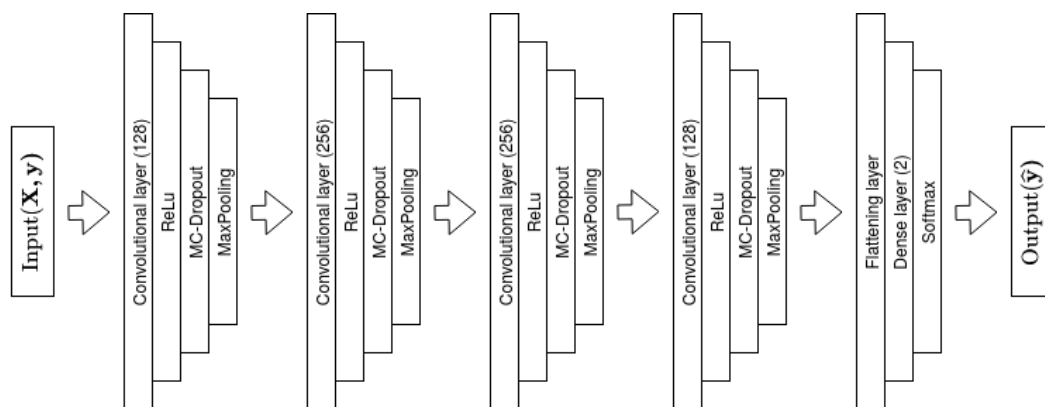 Input(X, y)
Convolutional layer (128)
ReLu
MC-Dropout
MaxPooling
Convolutional layer (256)
ReLu
MC-Dropout
MaxPooling
Convolutional layer (256)
ReLu
MC-Dropout
MaxPooling
Convolutional layer (128)
ReLu
MC-Dropout
MaxPooling
Flattering layer
Dense layer (2)
Softmax
Output(ŷ)